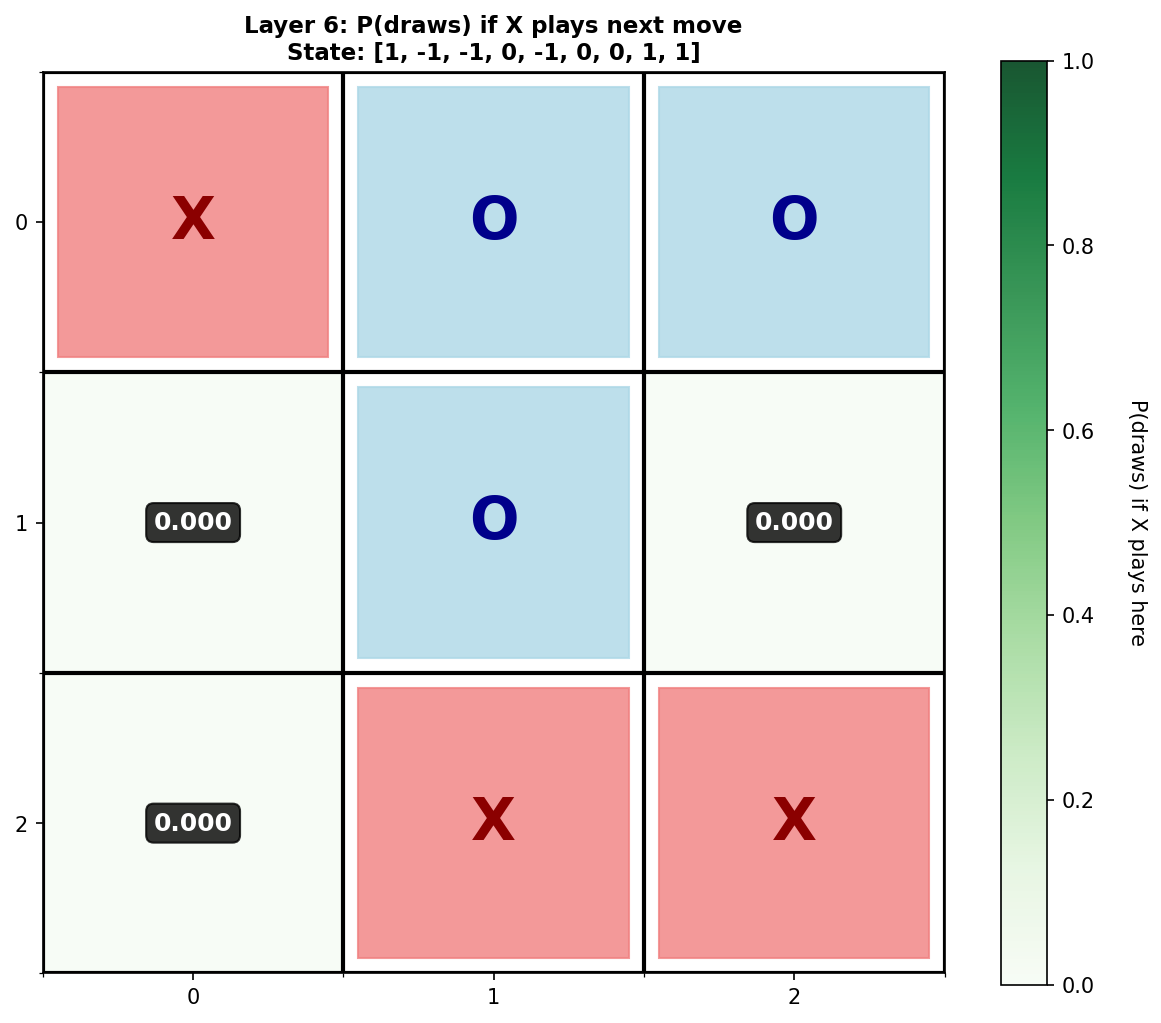 Layer 6: P(draws) if X plays next move
State: [1, -1, -1, 0, -1, 0, 0, 1, 1]
0 X O O
1 0.000 O 0.000
2 0.000 X X
0 1 2
1.0
0.8
0.6
0.4
0.2
0.0
P(draws) if X plays here